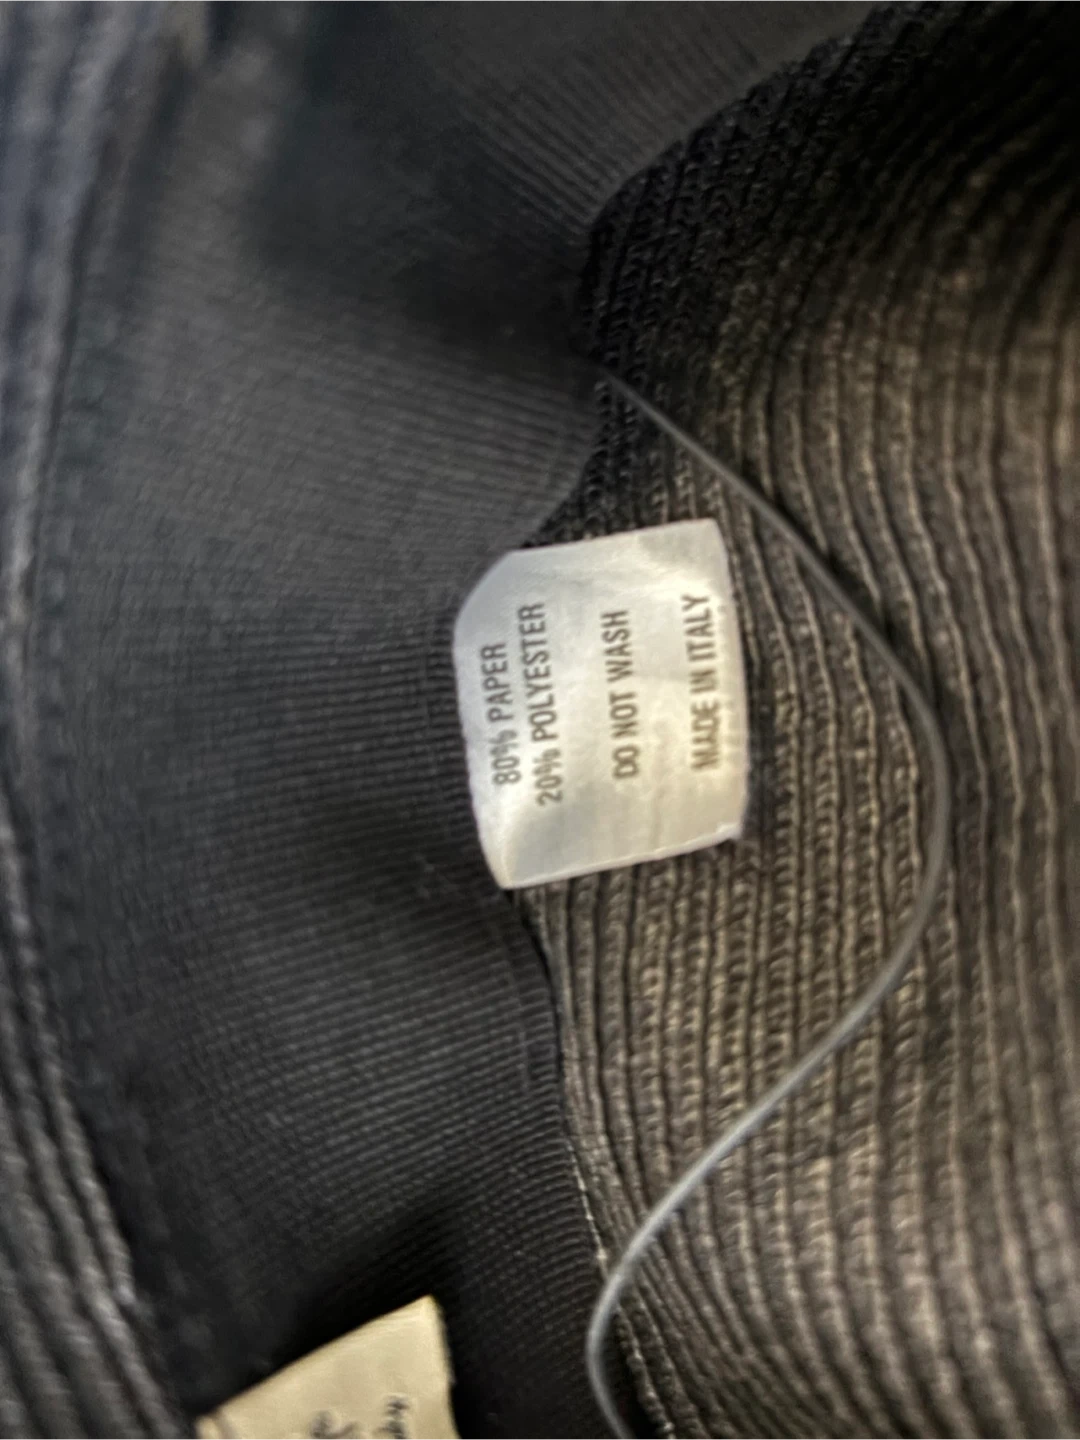 80% PAPER
20% POLYESTER
DO NOT WASH
MADE IN ITALY